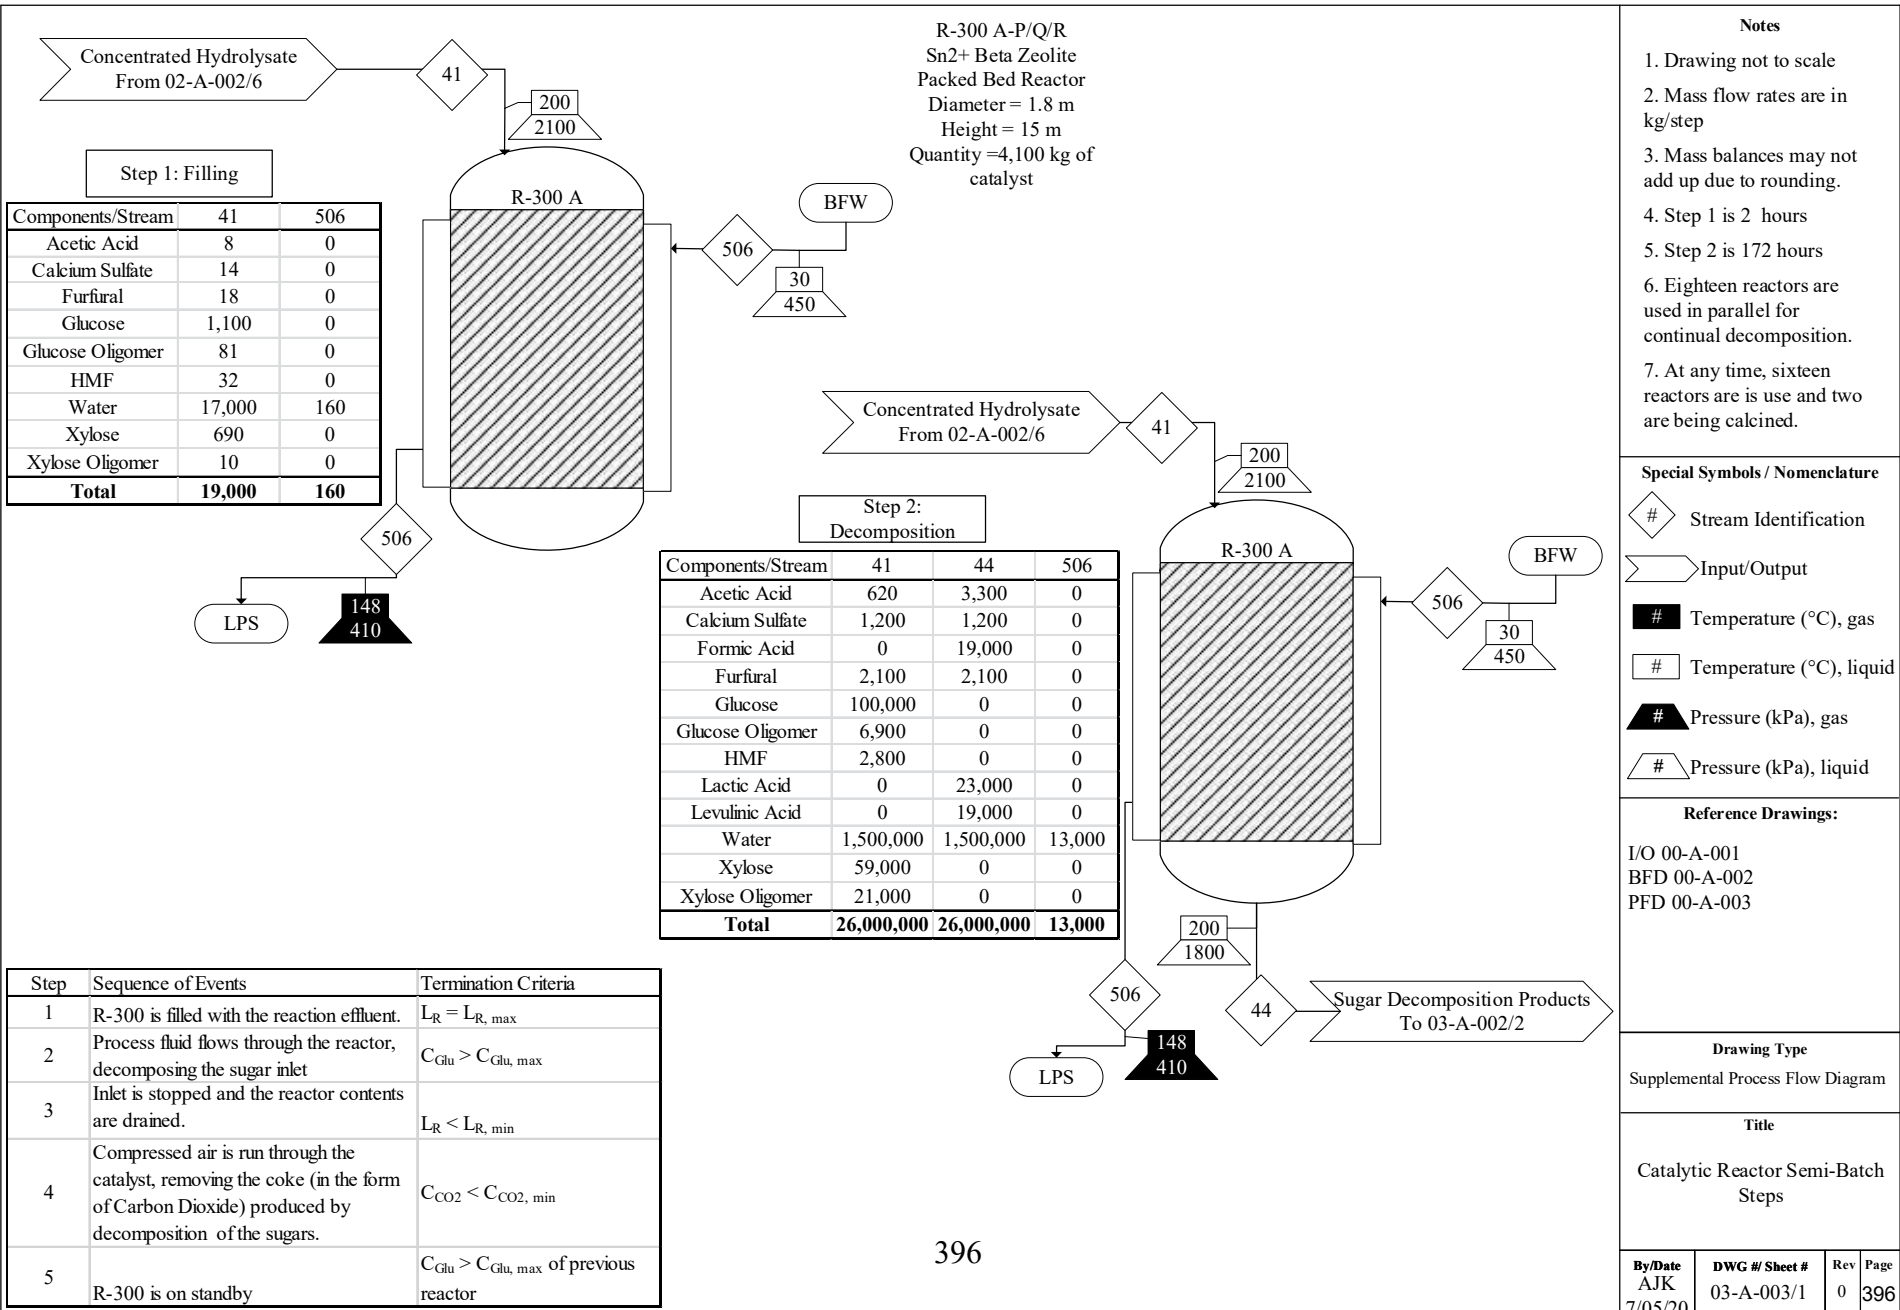 Concentrated Hydrolysate
From 02-A-002/6
41
200
2100
R-300 A-P/Q/R
Sn2+ Beta Zeolite
Packed Bed Reactor
Diameter = 1.8 m
Height = 15 m
Quantity =4,100 kg of
catalyst
Step 1: Filling
Components/Stream 41 506
Acetic Acid 8 0
Calcium Sulfate 14 0
Furfural 18 0
Glucose 1,100 0
Glucose Oligomer 81 0
HMF 32 0
Water 17,000 160
Xylose 690 0
Xylose Oligomer 10 0
Total 19,000 160
R-300 A
BFW
506
30
450
506
LPS
148
410
Concentrated Hydrolysate
From 02-A-002/6
41
200
2100
Step 2:
Decomposition
Components/Stream 41 44 506
Acetic Acid 620 3,300 0
Calcium Sulfate 1,200 1,200 0
Formic Acid 0 19,000 0
Furfural 2,100 2,100 0
Glucose 100,000 0 0
Glucose Oligomer 6,900 0 0
HMF 2,800 0 0
Lactic Acid 0 23,000 0
Levulinic Acid 0 19,000 0
Water 1,500,000 1,500,000 13,000
Xylose 59,000 0 0
Xylose Oligomer 21,000 0 0
Total 26,000,000 26,000,000 13,000
R-300 A
BFW
506
30
450
200
1800
506
44
Sugar Decomposition Products
To 03-A-002/2
LPS
148
410
Step Sequence of Events Termination Criteria
1 R-300 is filled with the reaction effluent. L_R = L_R, max
2 Process fluid flows through the reactor,
decomposing the sugar inlet C_Glu > C_Glu, max
3 Inlet is stopped and the reactor contents
are drained. L_R < L_R, min
4 Compressed air is run through the
catalyst, removing the coke (in the form
of Carbon Dioxide) produced by
decomposition of the sugars. C_CO2 < C_CO2, min
5 R-300 is on standby C_Glu > C_Glu, max of previous
reactor
396
Notes
1. Drawing not to scale
2. Mass flow rates are in
kg/step
3. Mass balances may not
add up due to rounding.
4. Step 1 is 2 hours
5. Step 2 is 172 hours
6. Eighteen reactors are
used in parallel for
continual decomposition.
7. At any time, sixteen
reactors are is use and two
are being calcined.
Special Symbols / Nomenclature
# Stream Identification
Input/Output
# Temperature (°C), gas
# Temperature (°C), liquid
# Pressure (kPa), gas
# Pressure (kPa), liquid
Reference Drawings:
I/O 00-A-001
BFD 00-A-002
PFD 00-A-003
Drawing Type
Supplemental Process Flow Diagram
Title
Catalytic Reactor Semi-Batch
Steps
By/Date DWG #/ Sheet # Rev Page
AJK 03-A-003/1 0 396
7/05/20